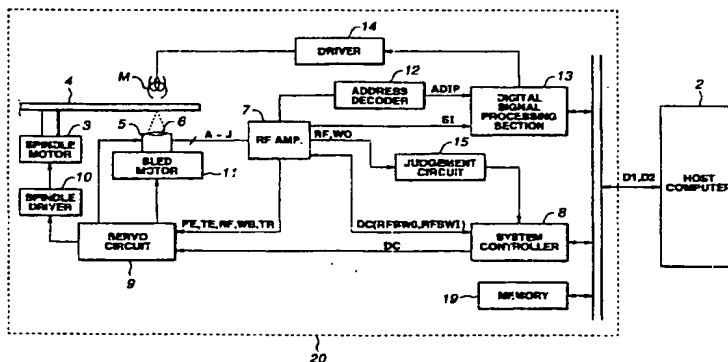 14
DRIVER
4
M
12
ADDRESS
DECODER
ADIP
13
DIGITAL
SIGNAL
PROCESSING
SECTION
2
3
SPINDLE
MOTOR
5
6
A - J
7
RF AMP.
SI
RF,WO
15
JUDGEMENT
CIRCUIT
SLED
MOTOR
11
10
SPINDLE
DRIVER
D1,D2
HOST
COMPUTER
8
FE,TE,RF,WB,TR
DC(RFSW0,RFSW1)
SYSTEM
CONTROLLER
SERVO
CIRCUIT
DC
9
19
MEMORY
20